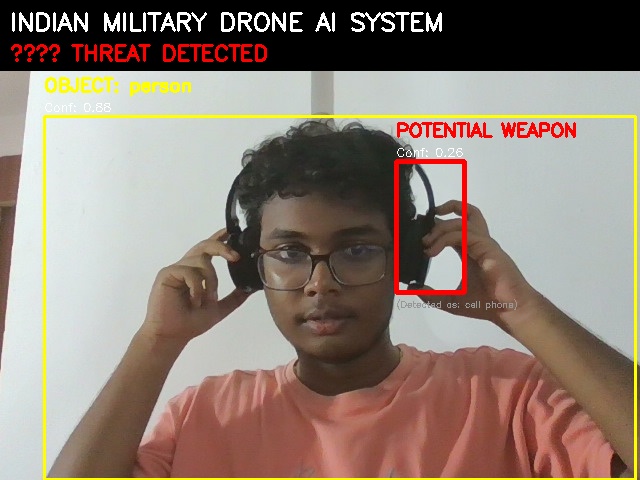 INDIAN MILITARY DRONE AI SYSTEM
???? THREAT DETECTED
OBJECT: person
Conf: 0.88
POTENTIAL WEAPON
Conf: 0.26
(Detected as: cell phone)